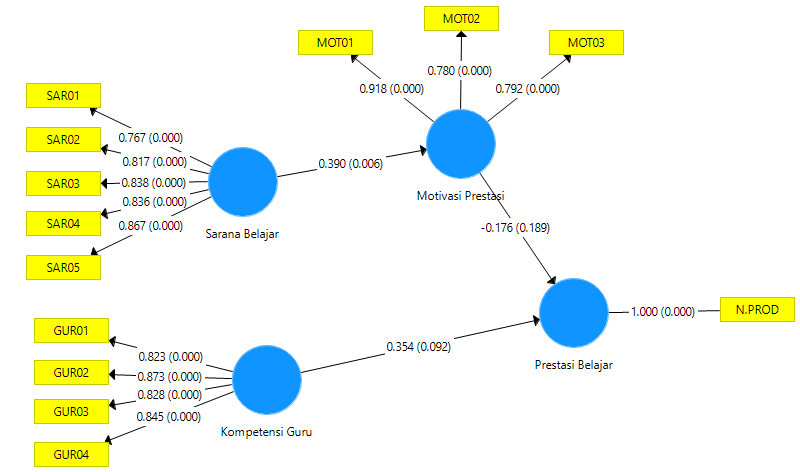 MOT02
MOT01
MOT03
0.780 (0.000)
0.918 (0.000)
0.792 (0.000)
SAR01
SAR02
SAR03
SAR04
SAR05
0.767 (0.000)
0.817 (0.000)
0.838 (0.000)
0.836 (0.000)
0.867 (0.000)
0.390 (0.006)
Motivasi Prestasi
Sarana Belajar
-0.176 (0.189)
1.000 (0.000)
N.PROD
GUR01
GUR02
GUR03
GUR04
0.823 (0.000)
0.873 (0.000)
0.828 (0.000)
0.845 (0.000)
0.354 (0.092)
Prestasi Belajar
Kompetensi Guru